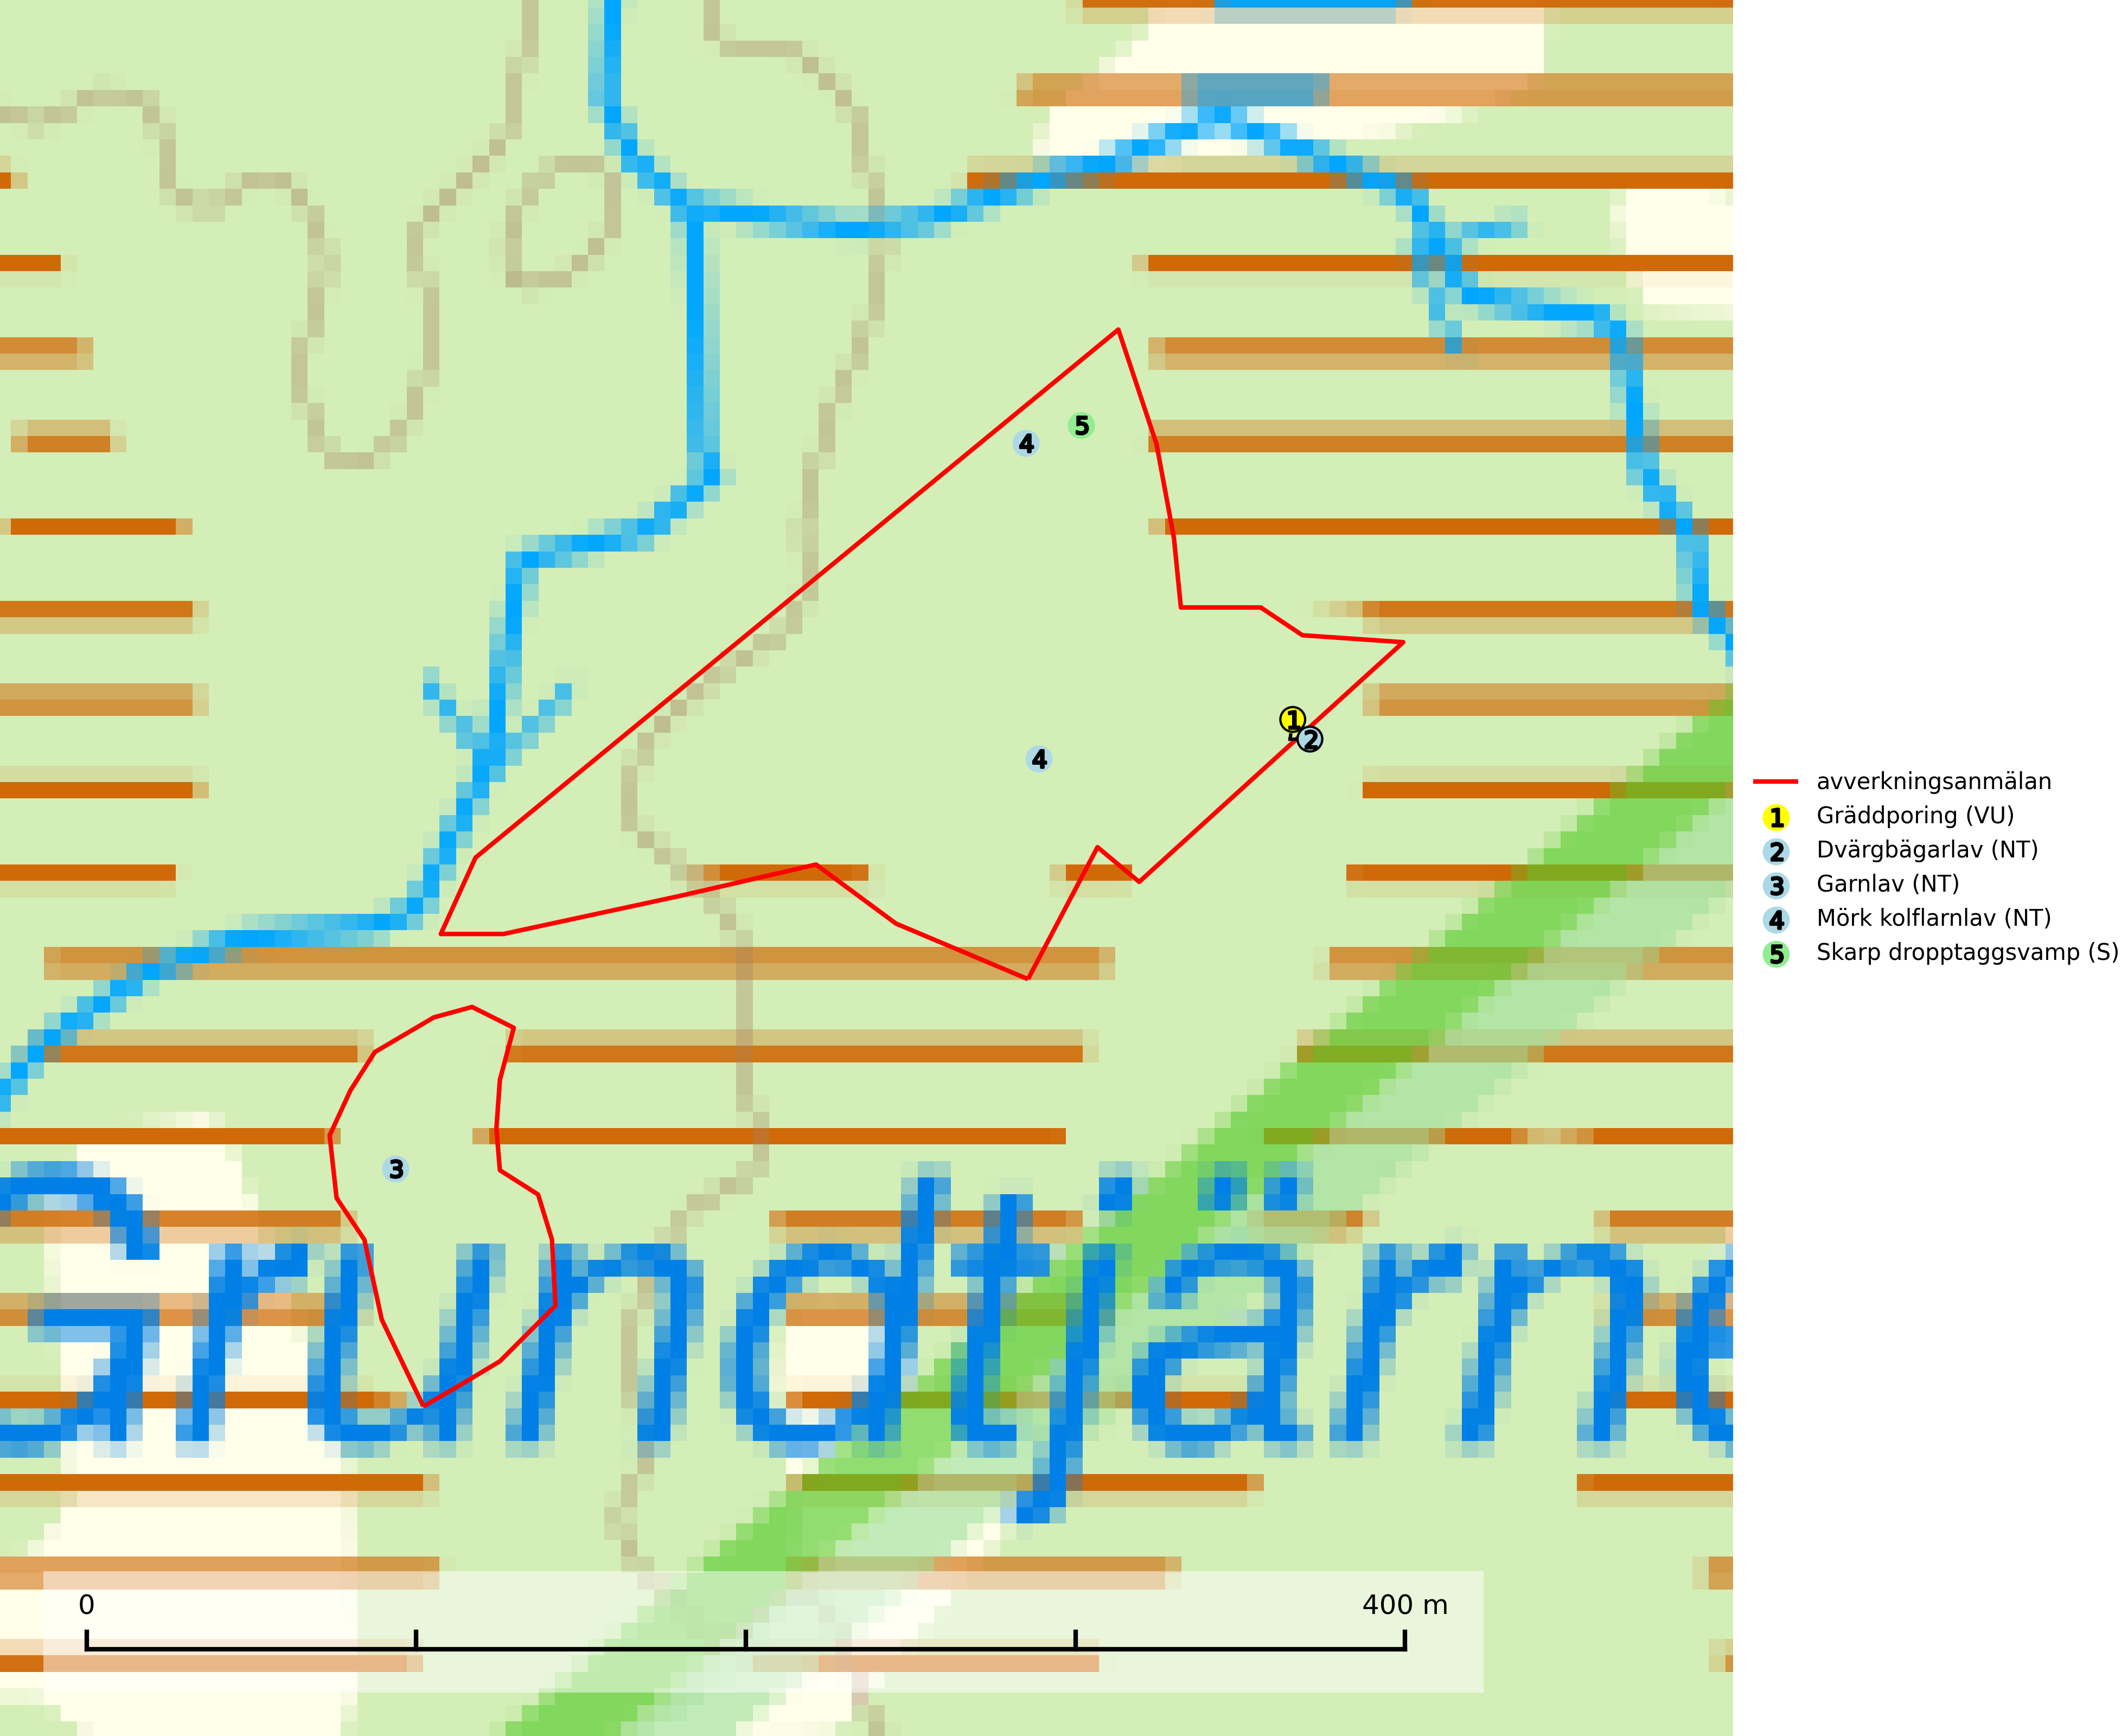 5
4
1
2
4
3
Grundtjärna
0
400 m
avverkningsanmälan
1 Gräddporing (VU)
2 Dvärgbägarlav (NT)
3 Garnlav (NT)
4 Mörk kolflarnlav (NT)
5 Skarp dropptaggsvamp (S)